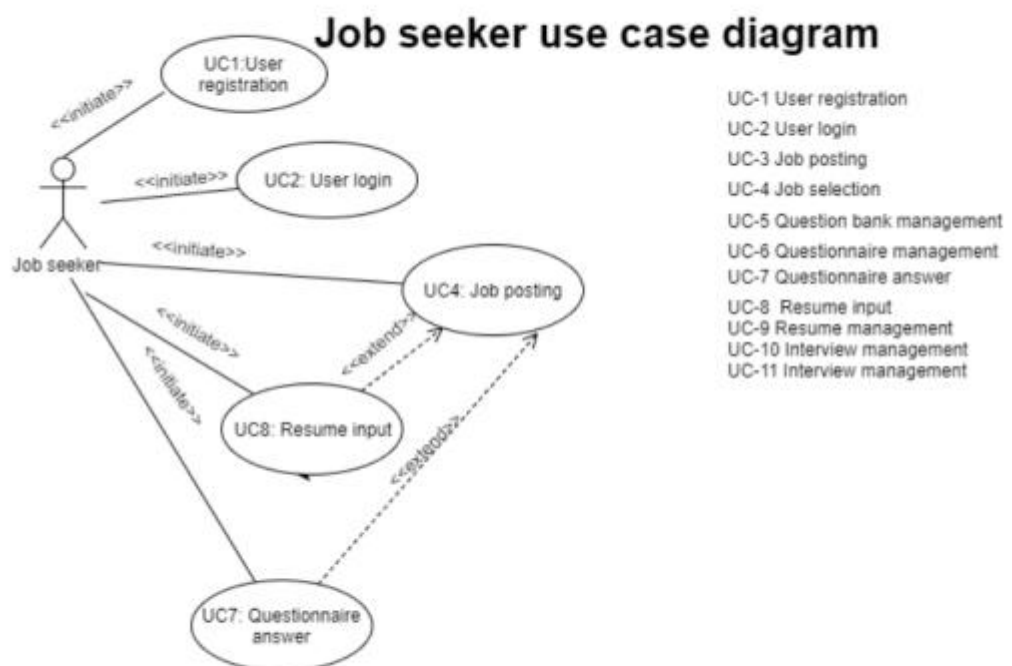 Job seeker use case diagram
UC1:User
registration
<<initiate>>
UC2: User login
<<initiate>>
Job seeker
<<initiate>>
UC4: Job posting
<<initiate>>
<<extend>>
<<initiate>>
UC8: Resume input
<<extend>>
UC7: Questionnaire
answer
UC-1 User registration
UC-2 User login
UC-3 Job posting
UC-4 Job selection
UC-5 Question bank management
UC-6 Questionnaire management
UC-7 Questionnaire answer
UC-8  Resume input
UC-9 Resume management
UC-10 Interview management
UC-11 Interview management